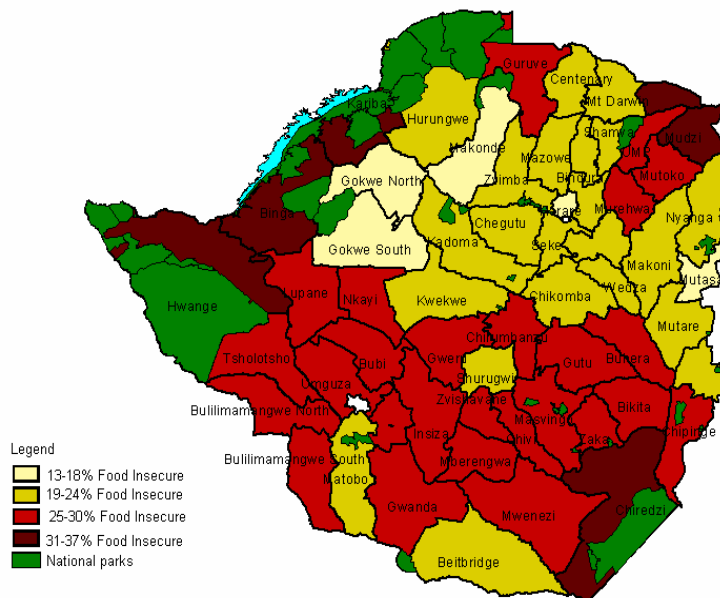 Guruve
Centenary
Kariba
Mt Darwin
Hurungwe
Shamva
Mudzi
Makonde
UMP
Mazowe
Mutoko
Zvimba
Bindura
Gokwe North
Harare
Murehwa
Binga
Nyanga
Chegutu
Gokwe South
Kadoma
Seke
Makoni
Mutasa
Lupane
Nkayi
Wedza
Hwange
Kwekwe
Chikomba
Mutare
Chirumbanzu
Tsholotsho
Bubi
Gweru
Gutu
Buhera
Umguza
Shurugwi
Zvishavane
Bulilimamangwe North
Bikita
Masvingo
Insiza
Chivi
Zaka
Chipinge
Bulilimamangwe South
Mberengwa
Matobo
Gwanda
Mwenezi
Chiredzi
Beitbridge
Legend
13-18% Food Insecure
19-24% Food Insecure
25-30% Food Insecure
31-37% Food Insecure
National parks